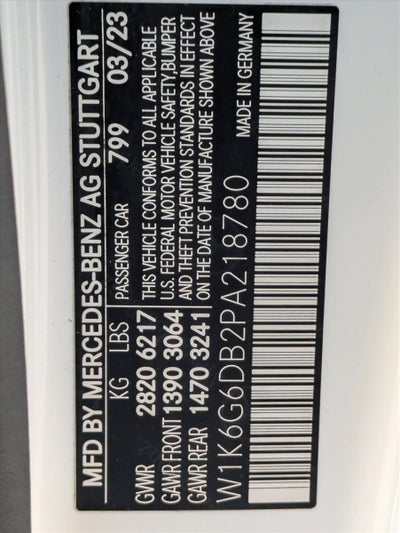 MFD BY MERCEDES-BENZ AG STUTTGART
KG LBS PASSENGER CAR 799 03/23
GVWR 2820 6217 THIS VEHICLE CONFORMS TO ALL APPLICABLE
GAWR FRONT 1390 3064 U.S. FEDERAL MOTOR VEHICLE SAFETY,BUMPER
GAWR REAR 1470 3241 AND THEFT PREVENTION STANDARDS IN EFFECT
ON THE DATE OF MANUFACTURE SHOWN ABOVE
W1K6G6DB2PA218780 MADE IN GERMANY